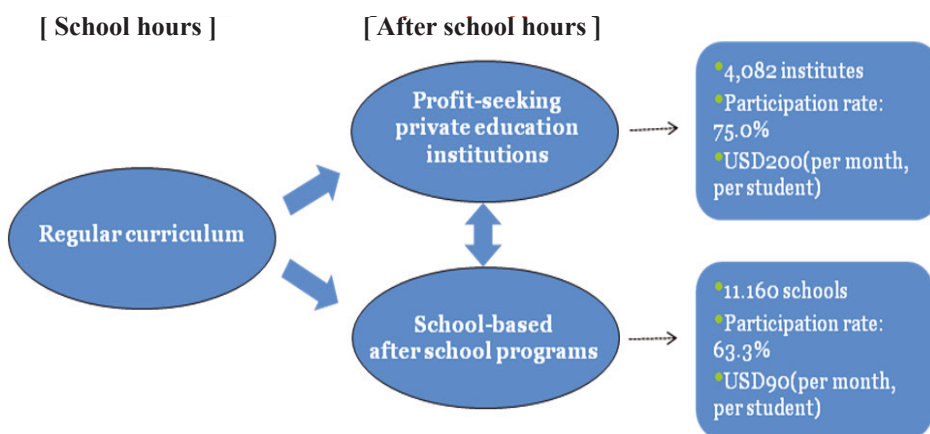 [ School hours ]
[ After school hours ]
Profit-seeking
private education
institutions
•4,082 institutes
•Participation rate:
75.0%
•USD200(per month,
per student)
Regular curriculum
School-based
after school programs
•11.160 schools
•Participation rate:
63.3%
•USD90(per month,
per student)